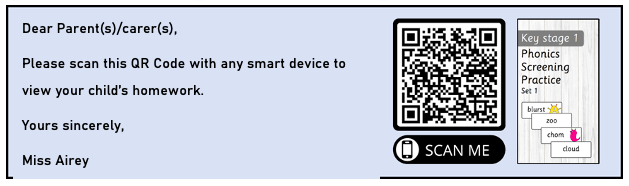 Dear Parent(s)/carer(s),
Please scan this QR Code with any smart device to
view your child's homework.
Yours sincerely,
Miss Airey
SCAN ME
Key stage 1
Phonics
Screening
Practice
Set 1
blurst
zoo
chom
cloud